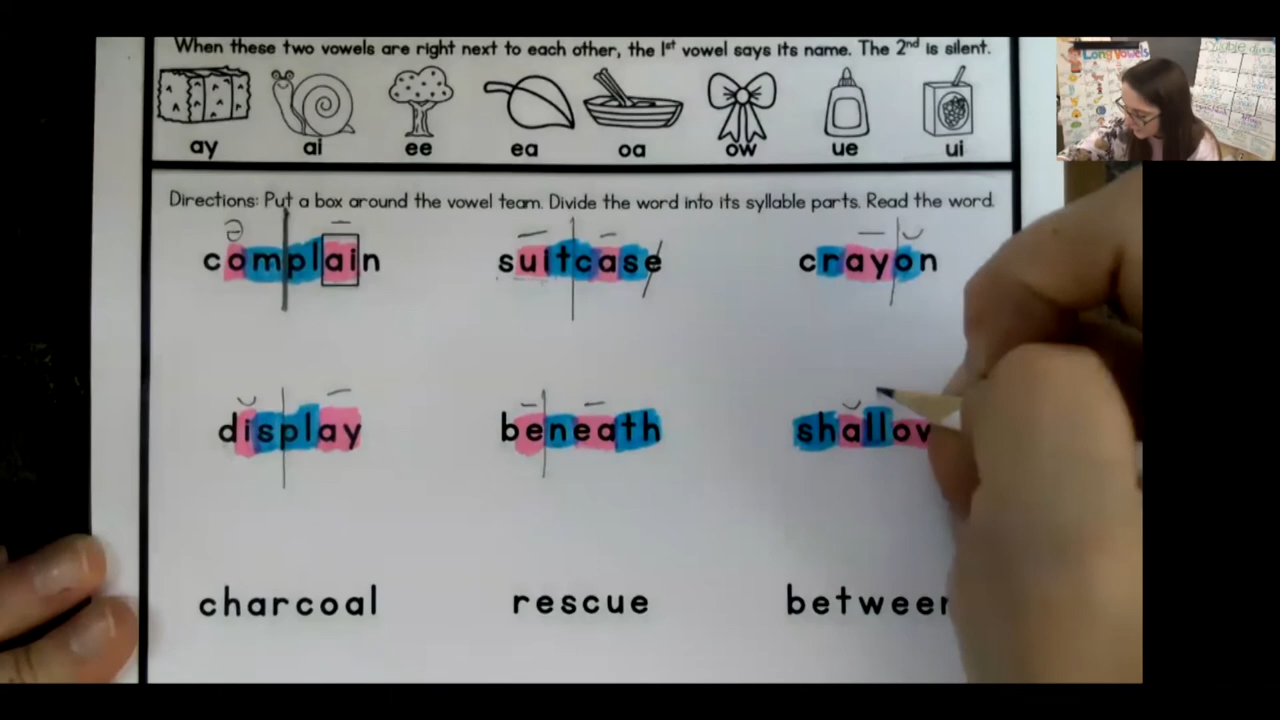 When these two vowels are right next to each other, the 1st vowel says its name. The 2nd is silent.
ay ai ee ea oa ow ue ui
Directions: Put a box around the vowel team. Divide the word into its syllable parts. Read the word.
complain suitcase crayon
display beneath
charcoal rescue
Long Vowels